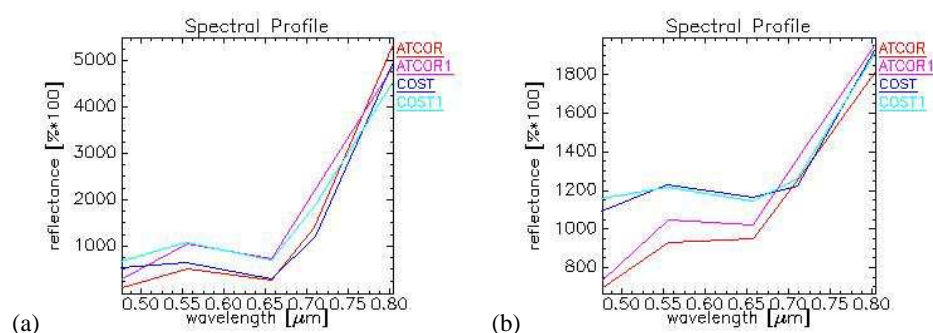 Spectral Profile
5000
4000
3000
2000
1000
reflectance [%*100]
0.50 0.55 0.60 0.65 0.70 0.75 0.80
wavelength [μm]
ATCOR
ATCOR1
COST
COST1
(a)
Spectral Profile
1800
1600
1400
1200
1000
800
reflectance [%*100]
0.50 0.55 0.60 0.65 0.70 0.75 0.80
wavelength [μm]
ATCOR
ATCOR1
COST
COST1
(b)